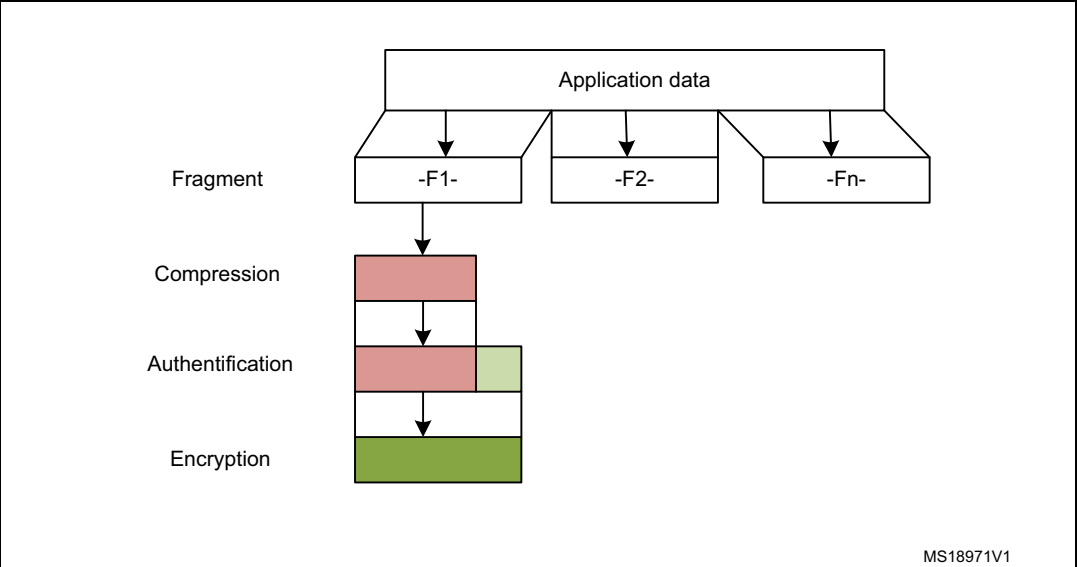 Application data
Fragment
-F1-
-F2-
-Fn-
Compression
Authentification
Encryption
MS18971V1